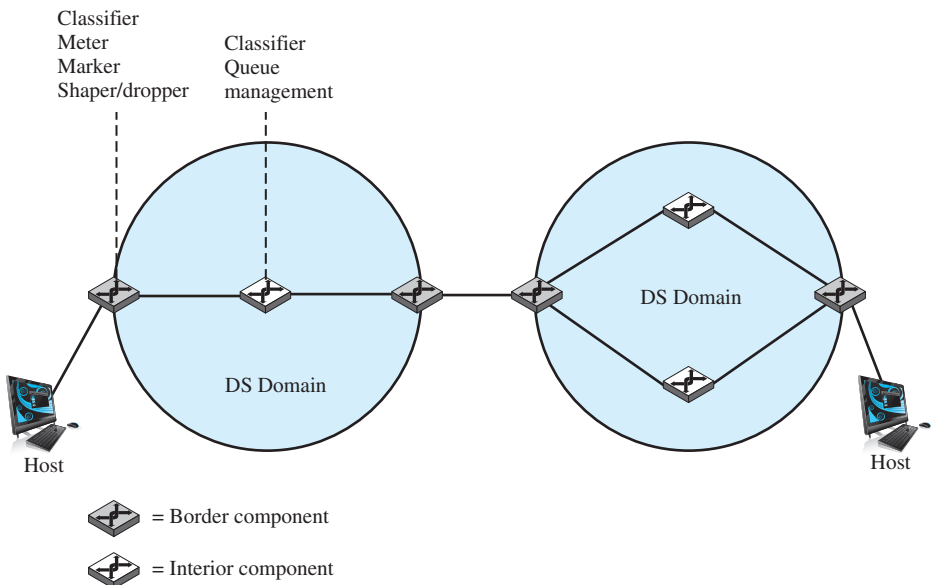 Classifier
Meter
Marker
Shaper/dropper
Classifier
Queue
management
DS Domain
DS Domain
Host
Host
= Border component
= Interior component